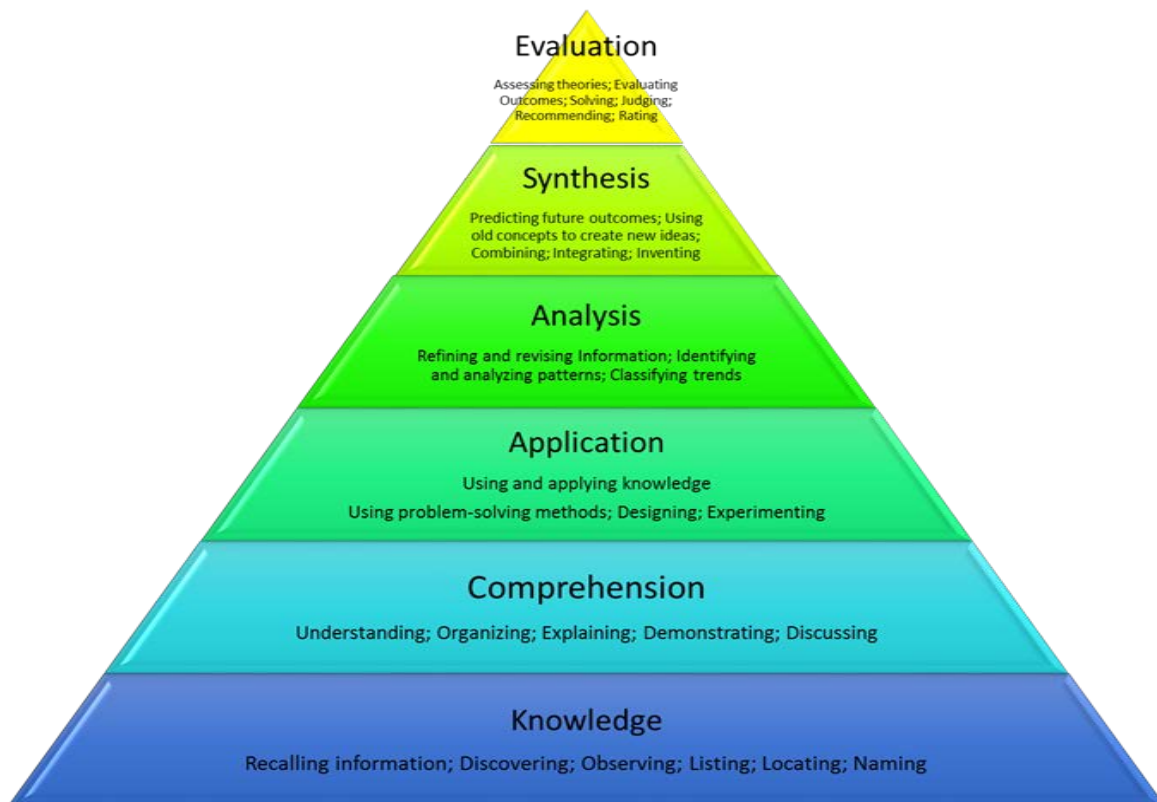 Evaluation
Assessing theories; Evaluating
Outcomes; Solving; Judging;
Recommending; Rating
Synthesis
Predicting future outcomes; Using
old concepts to create new ideas;
Combining; Integrating; Inventing
Analysis
Refining and revising Information; Identifying
and analyzing patterns; Classifying trends
Application
Using and applying knowledge
Using problem-solving methods; Designing; Experimenting
Comprehension
Understanding; Organizing; Explaining; Demonstrating; Discussing
Knowledge
Recalling information; Discovering; Observing; Listing; Locating; Naming